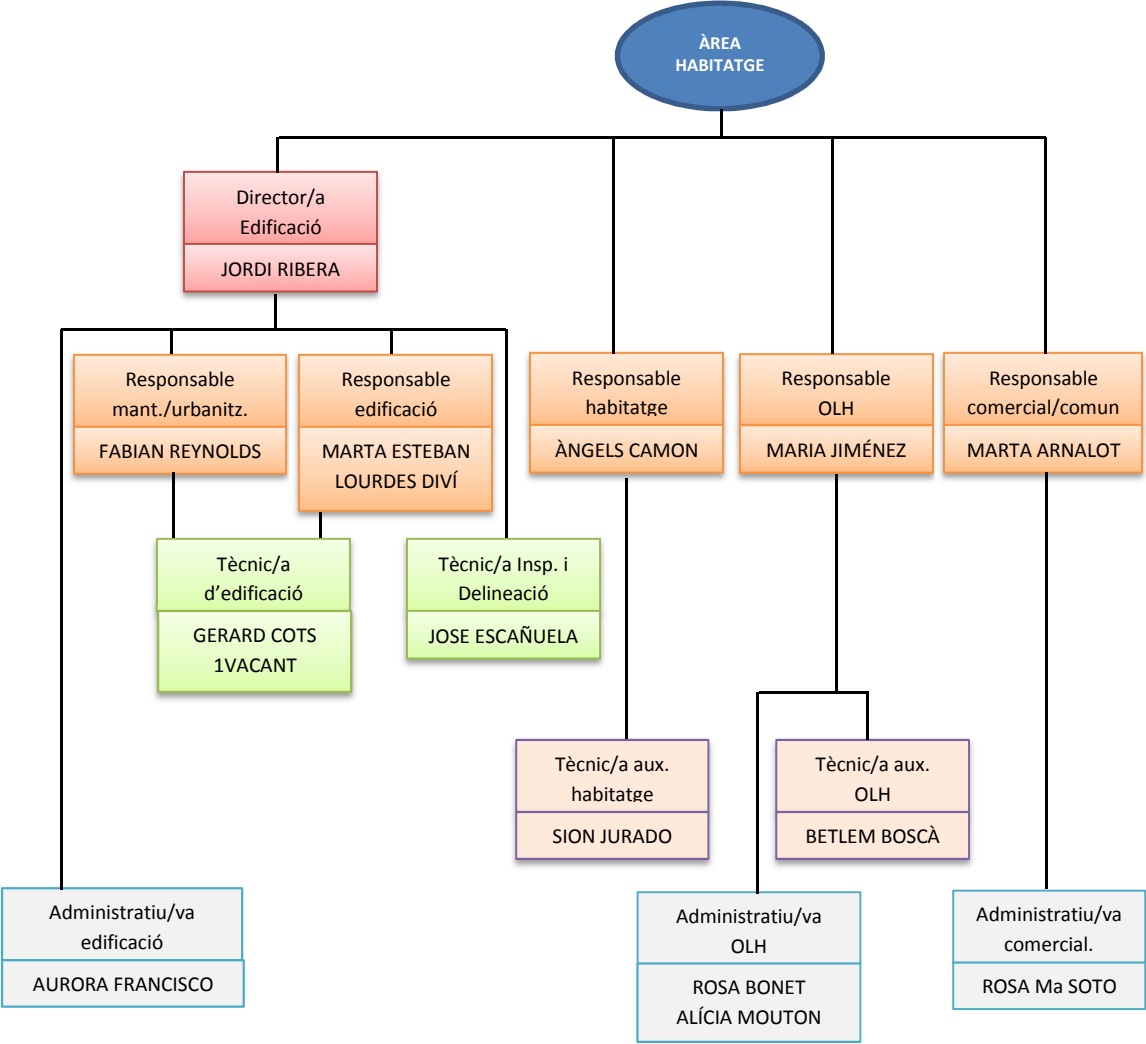 ÀREA
HABITATGE
Director/a
Edificació
JORDI RIBERA
Responsable
mant./urbanitz.
FABIAN REYNOLDS
Responsable
edificació
MARTA ESTEBAN
LOURDES DIVÍ
Responsable
habitatge
ÀNGELS CAMON
Responsable
OLH
MARIA JIMÉNEZ
Responsable
comercial/comun
MARTA ARNALOT
Tècnic/a
d’edificació
GERARD COTS
1VACANT
Tècnic/a Insp. i
Delineació
JOSE ESCAÑUELA
Tècnic/a aux.
habitatge
SION JURADO
Tècnic/a aux.
OLH
BETLEM BOSCÀ
Administratiu/va
edificació
AURORA FRANCISCO
Administratiu/va
OLH
ROSA BONET
ALÍCIA MOUTON
Administratiu/va
comercial.
ROSA Ma SOTO